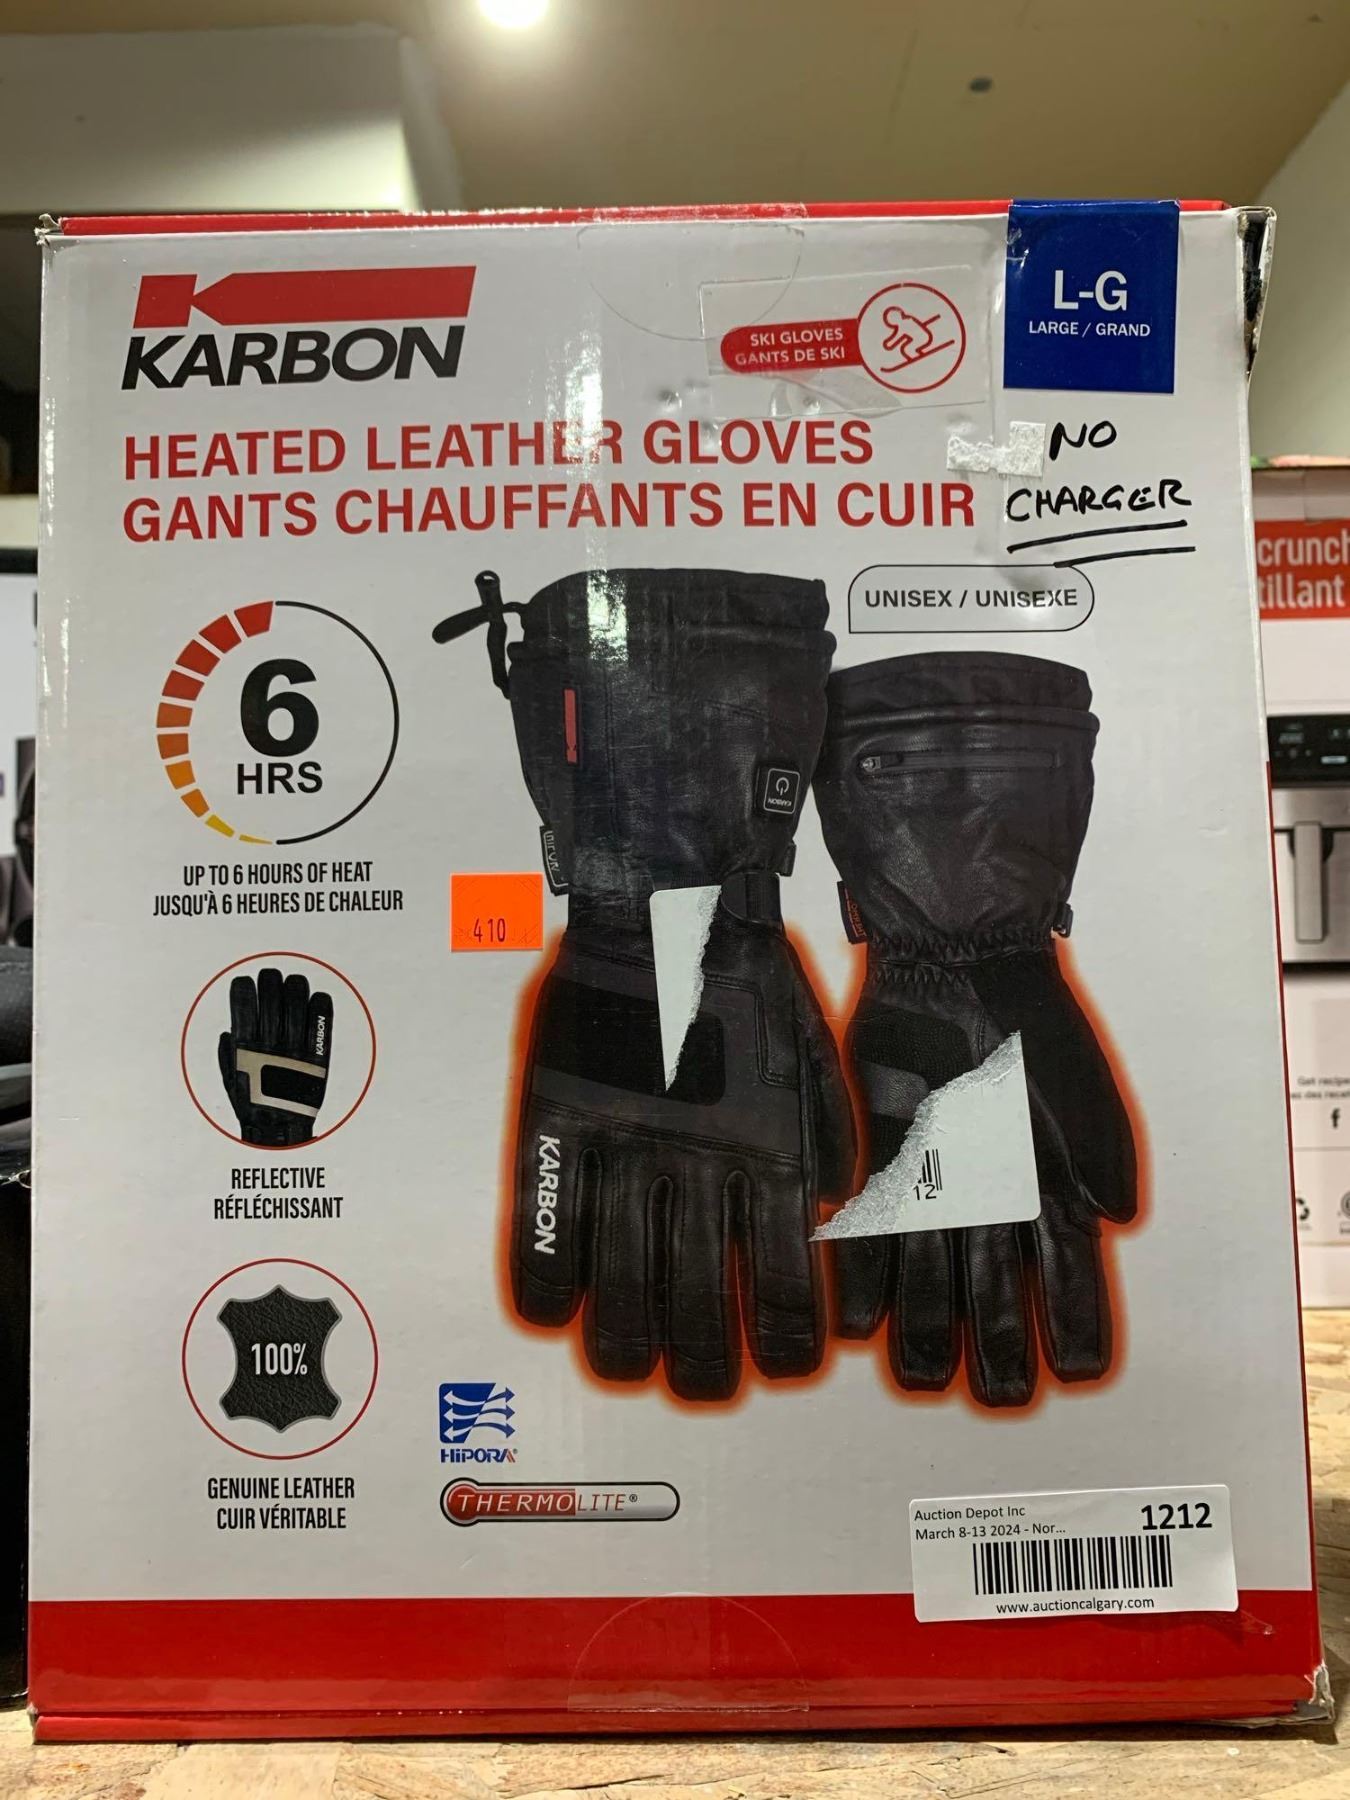 KARBON
SKI GLOVES
GANTS DE SKI
L-G
LARGE / GRAND
HEATED LEATHER GLOVES
GANTS CHAUFFANTS EN CUIR
NO
CHARGER
UNISEX / UNISEXE
6
HRS
UP TO 6 HOURS OF HEAT
JUSQU'À 6 HEURES DE CHALEUR
KARBON
410
KARBON
REFLECTIVE
RÉFLÉCHISSANT
KARBON
12
100%
GENUINE LEATHER
CUIR VÉRITABLE
HiPORA®
THERMOLITE®
Auction Depot Inc
March 8-13 2024 - Nor...
1212
www.auctioncalgary.com
crunch
tillant
f